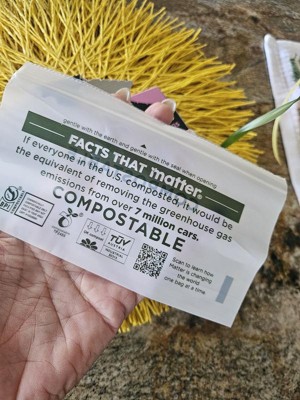 gentle with the earth and gentle with the seal when opening
FACTS THAT matter.®
If everyone in the U.S. composted, it would be
the equivalent of removing the greenhouse gas
emissions from over 7 million cars.
COMPOSTABLE
BPI
TÜV
AUSTRIA
Scan to learn how
Matter is changing
the world
one bag at a time.